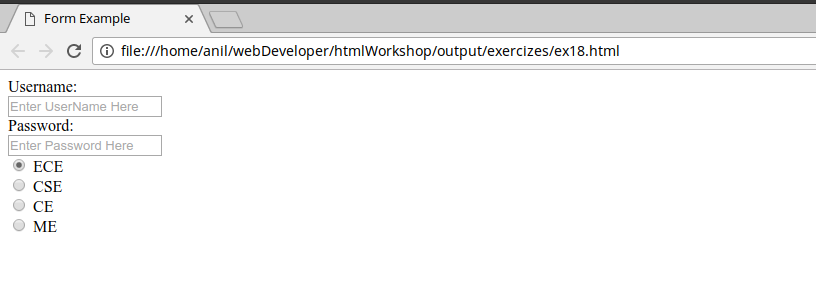 Form Example
file:///home/anil/webDeveloper/htmlWorkshop/output/exercizes/ex18.html
Username:
Enter UserName Here
Password:
Enter Password Here
ECE
CSE
CE
ME